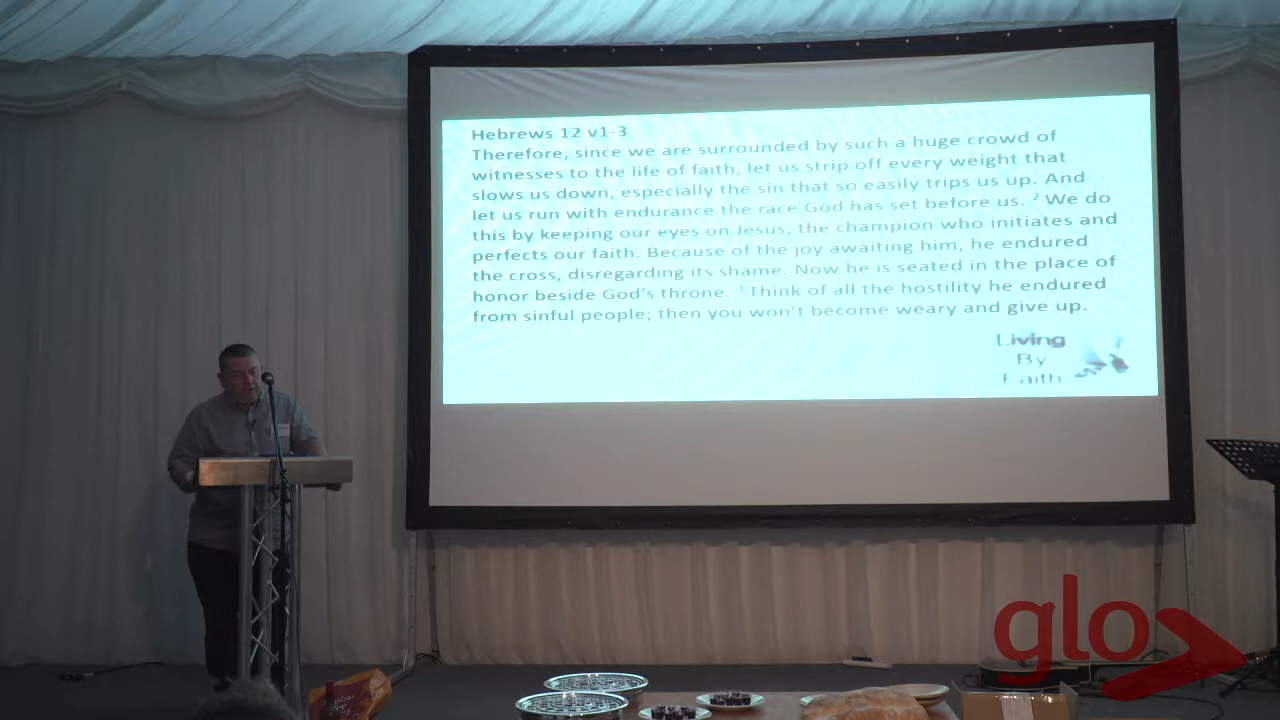 Hebrews 12 v1-3
Therefore, since we are surrounded by such a huge crowd of
witnesses to the life of faith, let us strip off every weight that
slows us down, especially the sin that so easily trips us up. And
let us run with endurance the race God has set before us. ² We do
this by keeping our eyes on Jesus, the champion who initiates and
perfects our faith. Because of the joy awaiting him, he endured
the cross, disregarding its shame. Now he is seated in the place of
honor beside God's throne. Think of all the hostility he endured
from sinful people; then you won't become weary and give up.
Living
By
Faith
glo